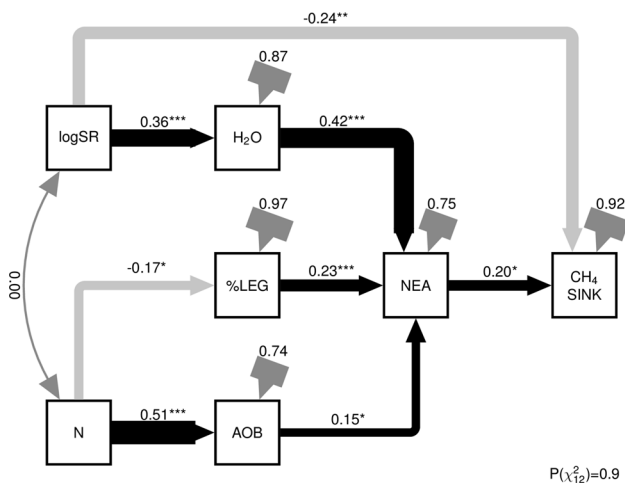 -0.24**
0.87
logSR
0.36***
H₂O
0.42***
0.97
0.75
0.92
0.00
-0.17*
%LEG
0.23***
NEA
0.20*
CH₄
SINK
0.74
N
0.51***
AOB
0.15*
P(χ²₁₂)=0.9